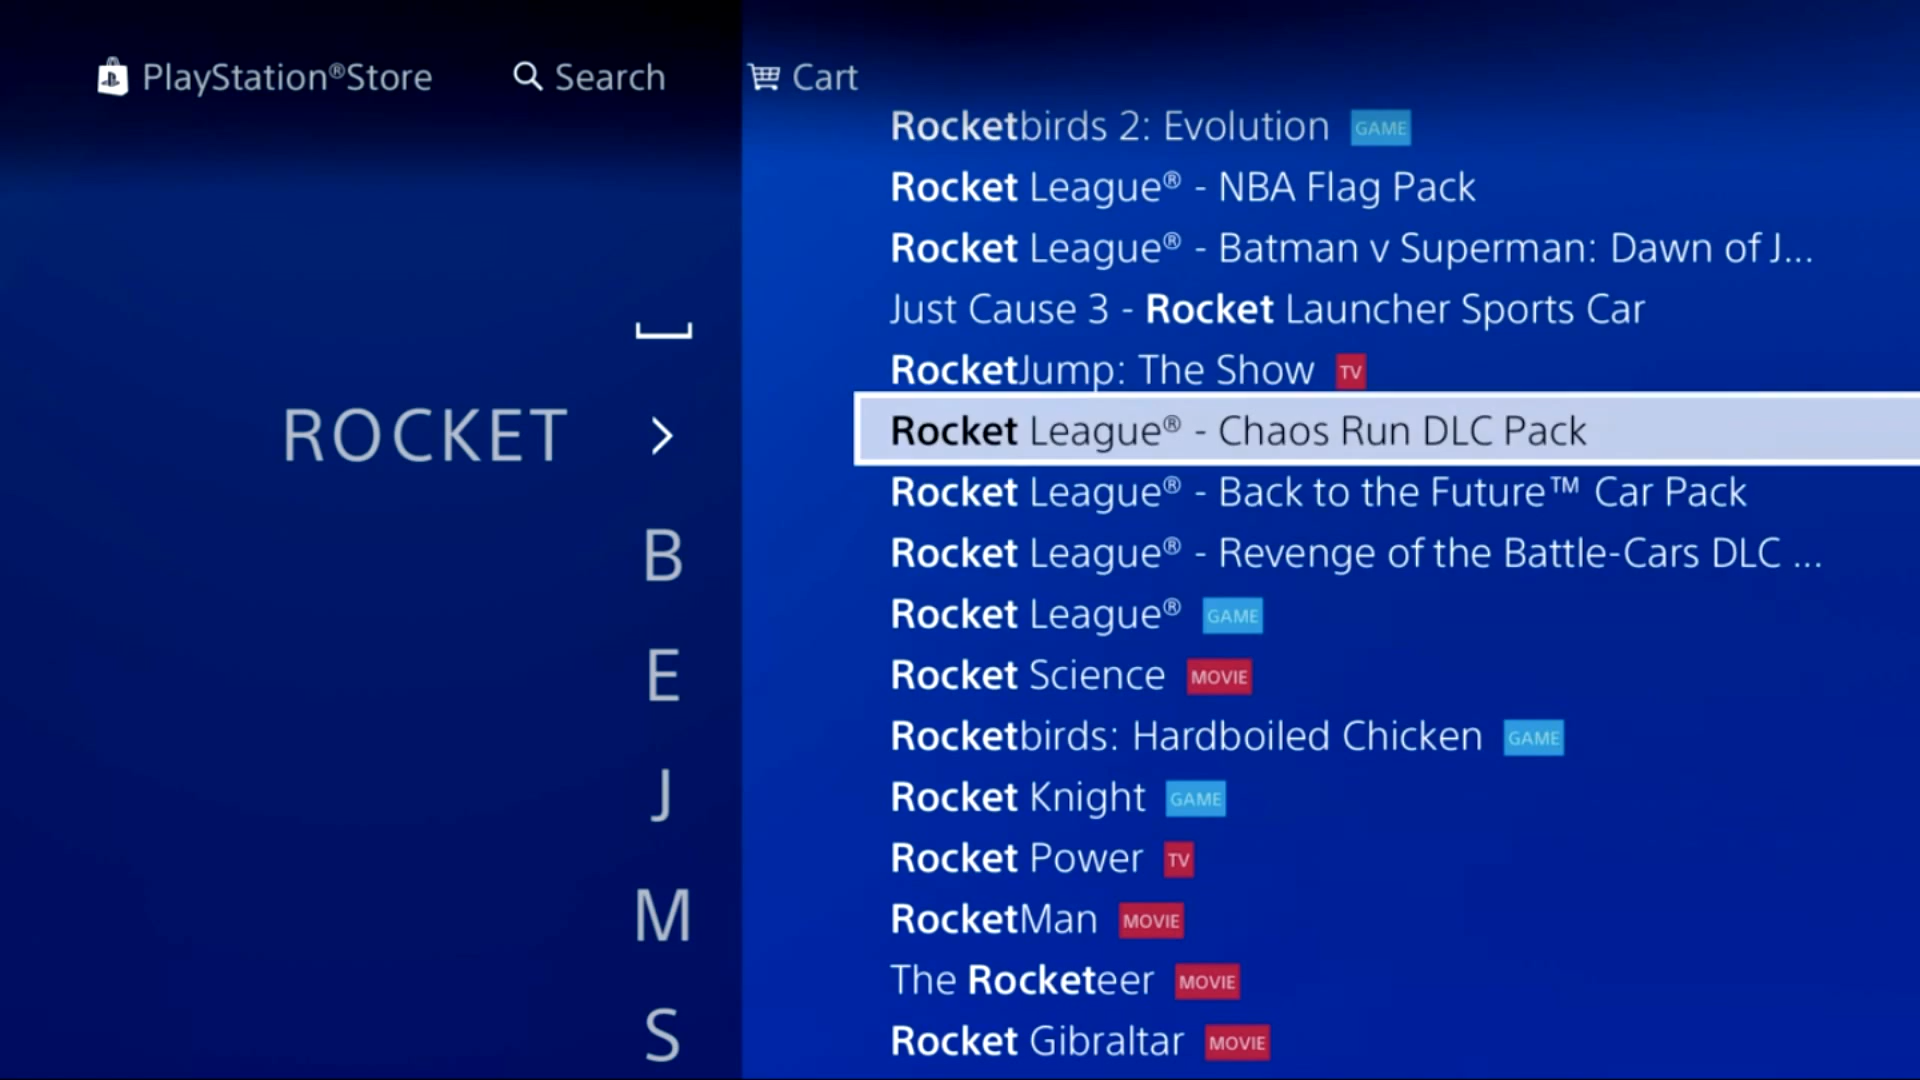 PlayStation®Store
Search
Cart
ROCKET
B
E
J
M
S
Rocketbirds 2: Evolution GAME
Rocket League® - NBA Flag Pack
Rocket League® - Batman v Superman: Dawn of J...
Just Cause 3 - Rocket Launcher Sports Car
RocketJump: The Show TV
Rocket League® - Chaos Run DLC Pack
Rocket League® - Back to the Future™ Car Pack
Rocket League® - Revenge of the Battle-Cars DLC ...
Rocket League® GAME
Rocket Science MOVIE
Rocketbirds: Hardboiled Chicken GAME
Rocket Knight GAME
Rocket Power TV
RocketMan MOVIE
The Rocketeer MOVIE
Rocket Gibraltar MOVIE